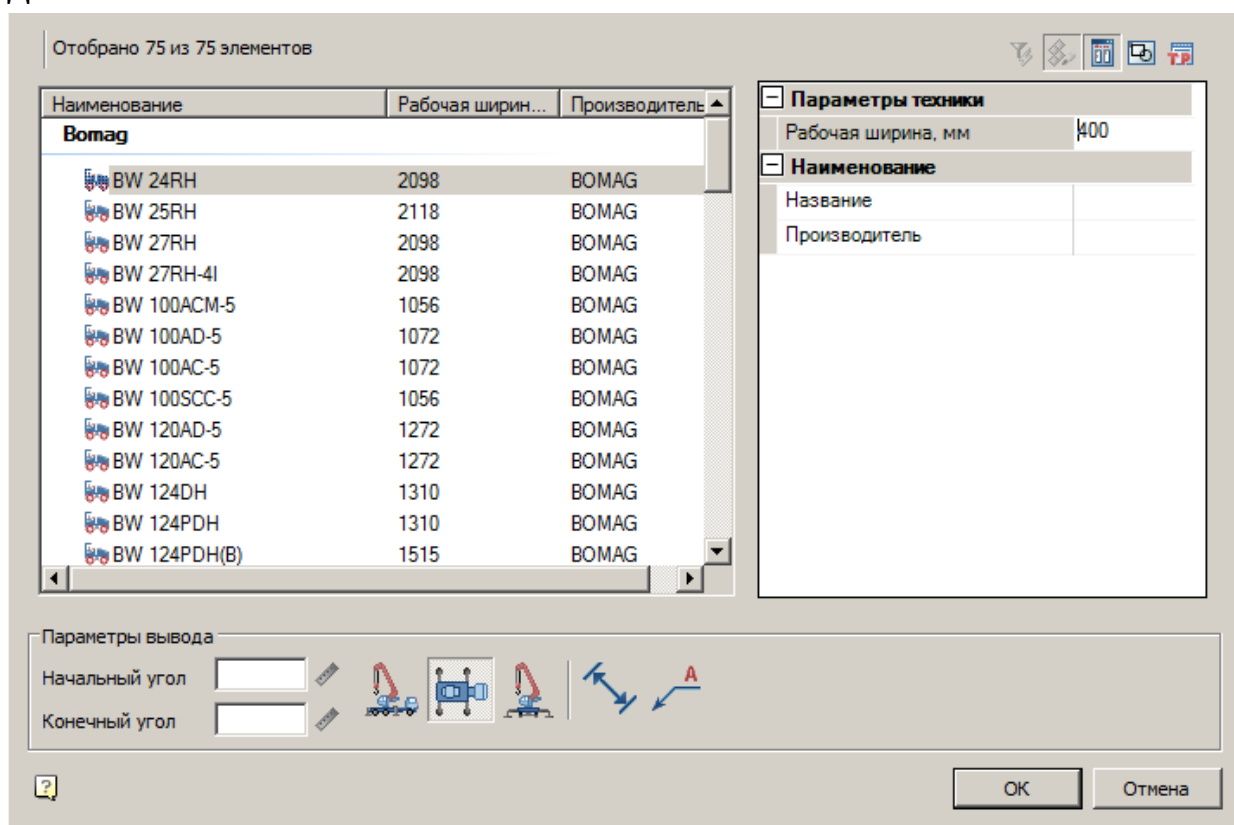 Отобрано 75 из 75 элементов
Т.Р.
Наименование Рабочая ширин... Производитель
Bomag
BW 24RH 2098 BOMAG
BW 25RH 2118 BOMAG
BW 27RH 2098 BOMAG
BW 27RH-4I 2098 BOMAG
BW 100ACM-5 1056 BOMAG
BW 100AD-5 1072 BOMAG
BW 100AC-5 1072 BOMAG
BW 100SCC-5 1056 BOMAG
BW 120AD-5 1272 BOMAG
BW 120AC-5 1272 BOMAG
BW 124DH 1310 BOMAG
BW 124PDH 1310 BOMAG
BW 124PDH(B) 1515 BOMAG
Параметры техники
Рабочая ширина, мм 400
Наименование
Название
Производитель
Параметры вывода
Начальный угол
Конечный угол
A
?
ОК Отмена